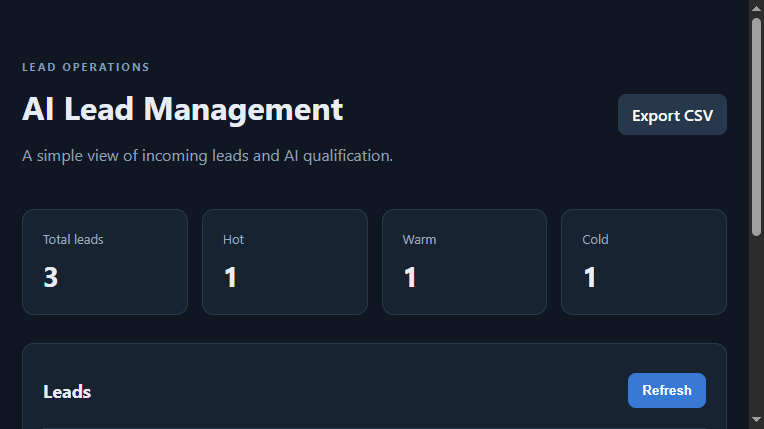 LEAD OPERATIONS
AI Lead Management
Export CSV
A simple view of incoming leads and AI qualification.
Total leads
Hot
Warm
Cold
3
1
1
1
Leads
Refresh